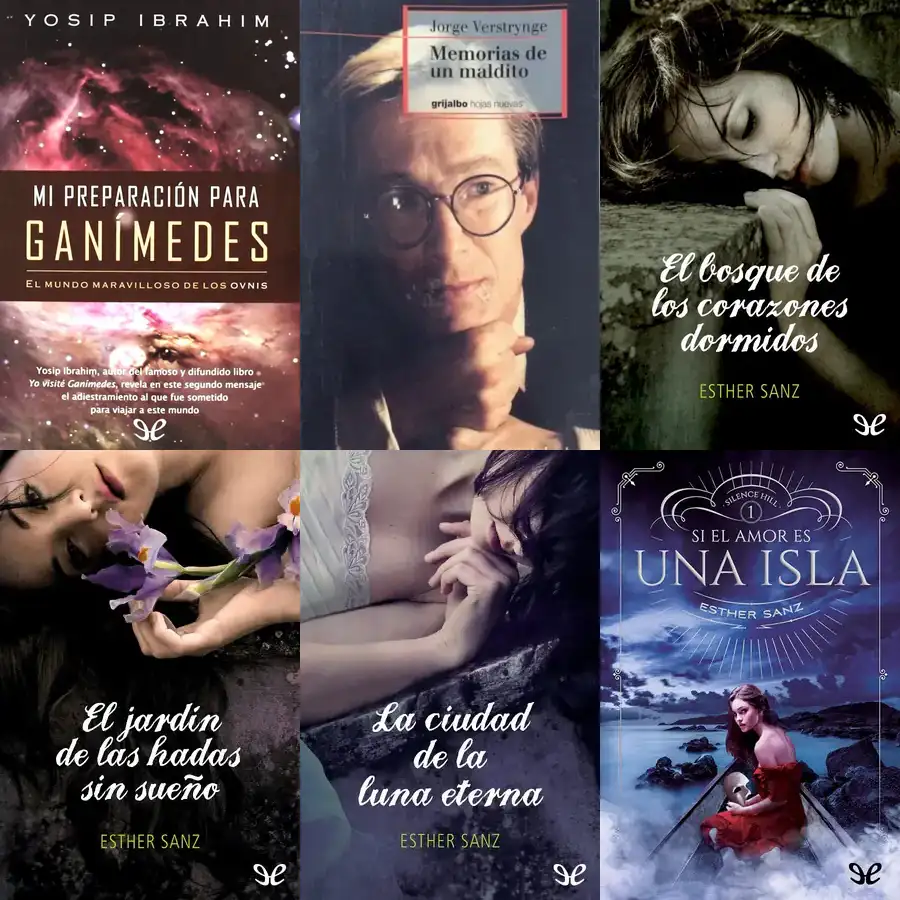 YOSIP IBRAHIM
MI PREPARACIÓN PARA
GANÍMEDES
EL MUNDO MARAVILLOSO DE LOS OVNIS
Yosip Ibrahim, autor del famoso y difundido libro
Yo visité Ganimedes, revela en este segundo mensaje
el adiestramiento al que fue sometido
para viajar a este mundo
Jorge Verstrynge
Memorias de
un maldito
grijalbo hojas nuevas
El bosque de
los corazones
dormidos
ESTHER SANZ
El jardín
de las hadas
sin sueño
ESTHER SANZ
La ciudad
de la
luna eterna
ESTHER SANZ
SILENCE HILL
1
SI EL AMOR ES
UNA ISLA
ESTHER SANZ